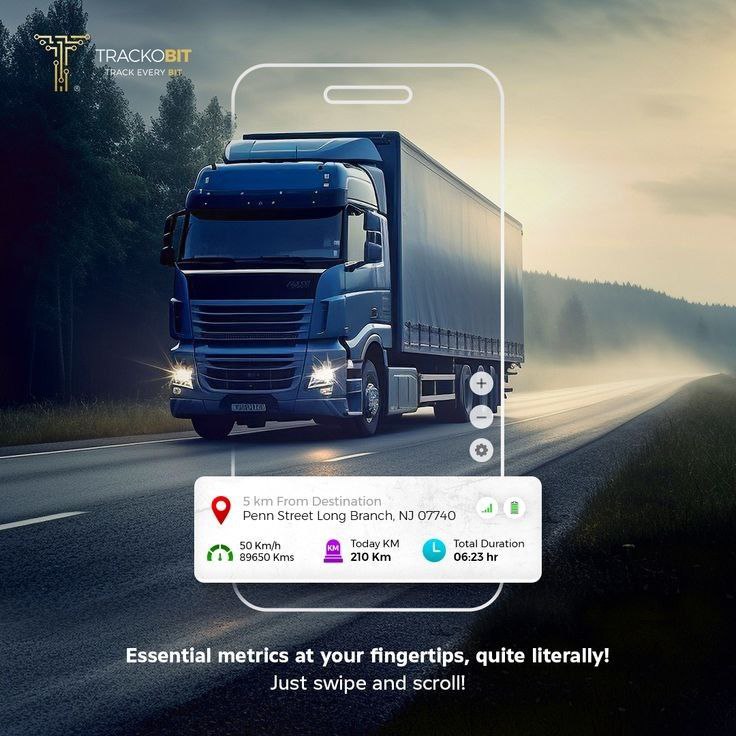 TRACKOBIT
TRACK EVERY BIT
®
5 km From Destination
Penn Street Long Branch, NJ 07740
50 Km/h
89650 Kms
KM
Today KM
210 Km
Total Duration
06:23 hr
Essential metrics at your fingertips, quite literally!
Just swipe and scroll!